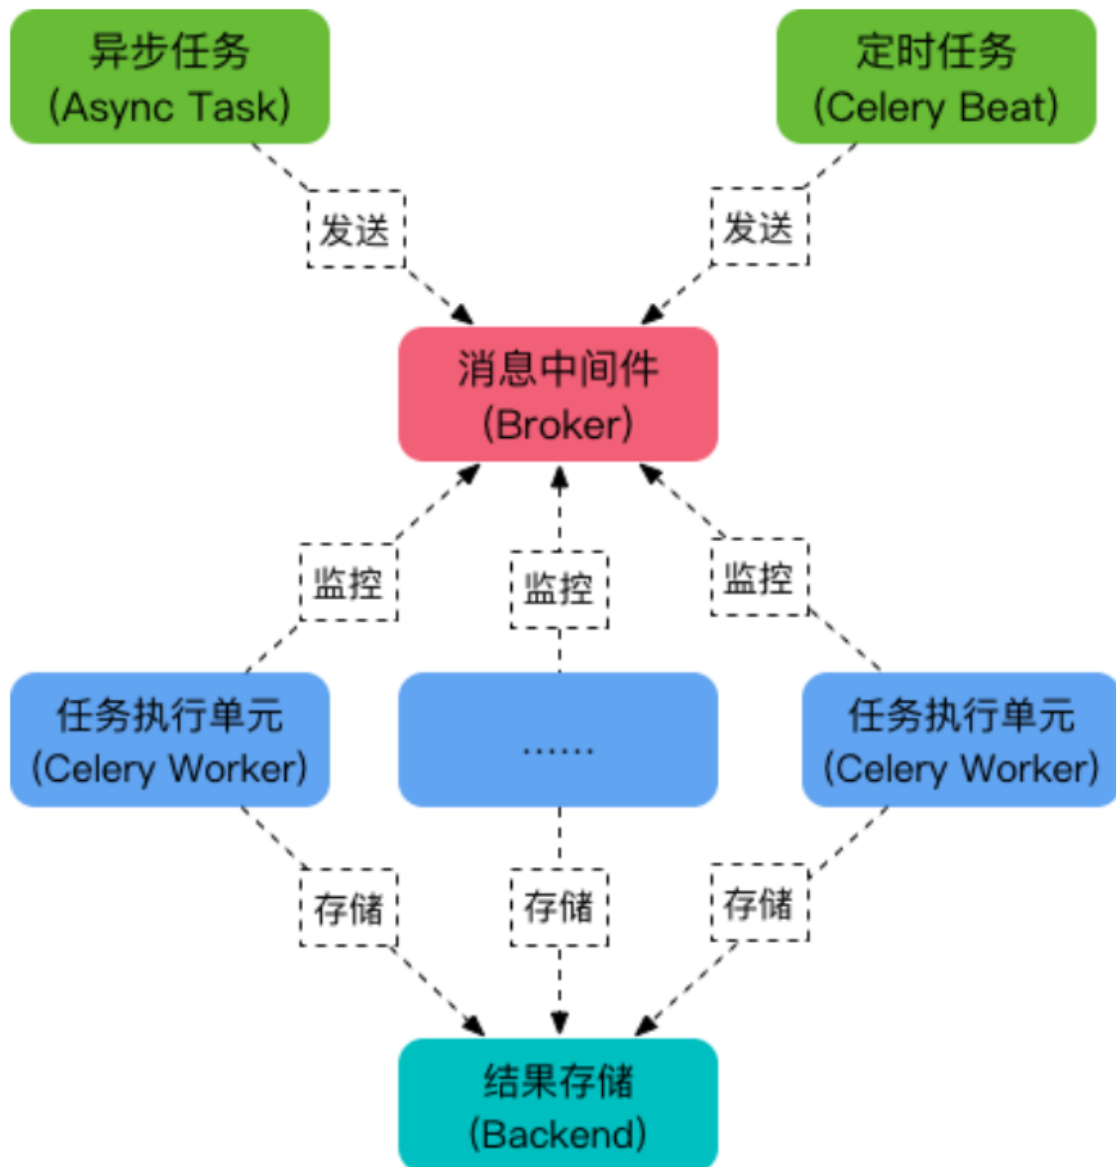 异步任务
(Async Task)
定时任务
(Celery Beat)
发送
发送
消息中间件
(Broker)
监控
监控
监控
任务执行单元
(Celery Worker)
......
任务执行单元
(Celery Worker)
存储
存储
存储
结果存储
(Backend)